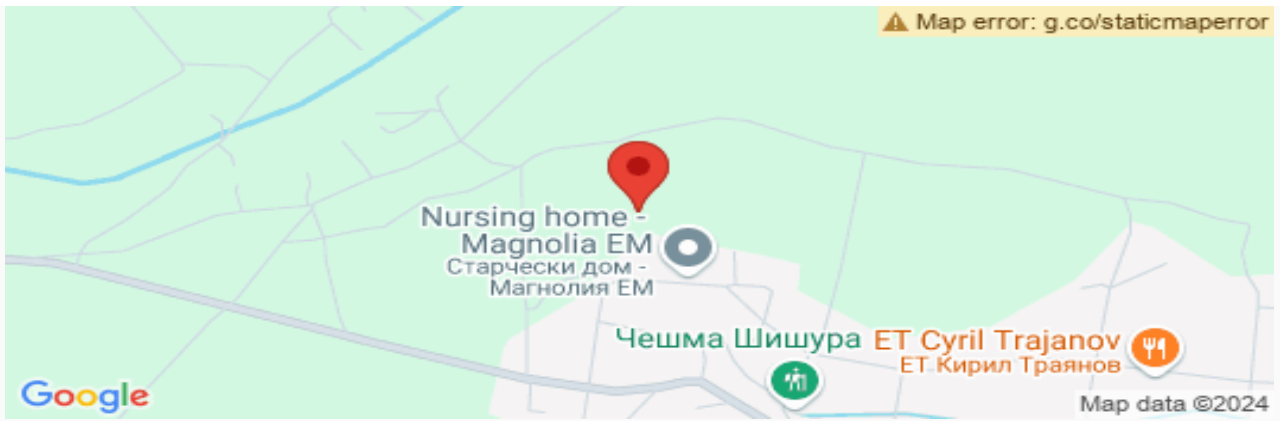 Map error: g.co/staticmaperror
Nursing home -
Magnolia EM
Старчески дом -
Магнолия ЕМ
Чешма Шишура
ET Cyril Trajanov
ЕТ Кирил Траянов
Google
Map data ©2024